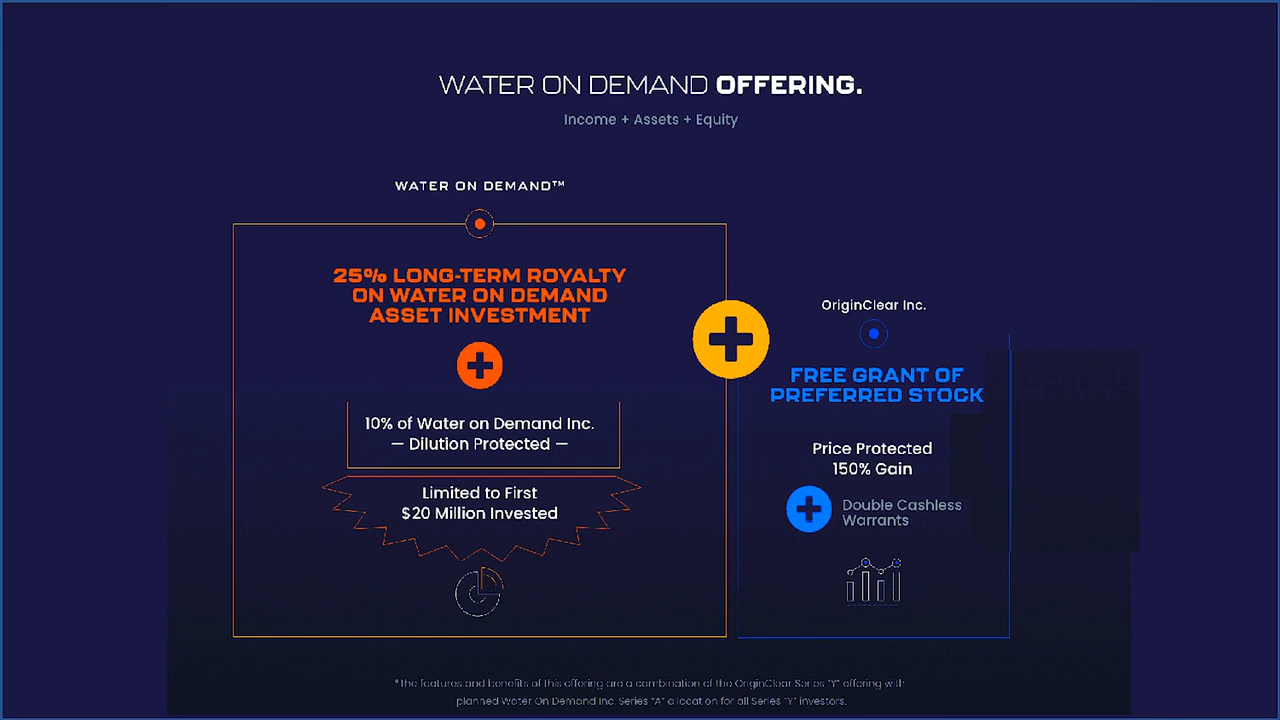 WATER ON DEMAND OFFERING.
Income + Assets + Equity
WATER ON DEMAND™
25% LONG-TERM ROYALTY
ON WATER ON DEMAND
ASSET INVESTMENT
10% of Water on Demand Inc.
— Dilution Protected —
Limited to First
$20 Million Invested
OriginClear Inc.
FREE GRANT OF
PREFERRED STOCK
Price Protected
150% Gain
Double Cashless
Warrants
*The features and benefits of this offering are a combination of the OriginClear Series "Y" offering with
planned Water On Demand Inc. Series "A" allocation for all Series "Y" investors.